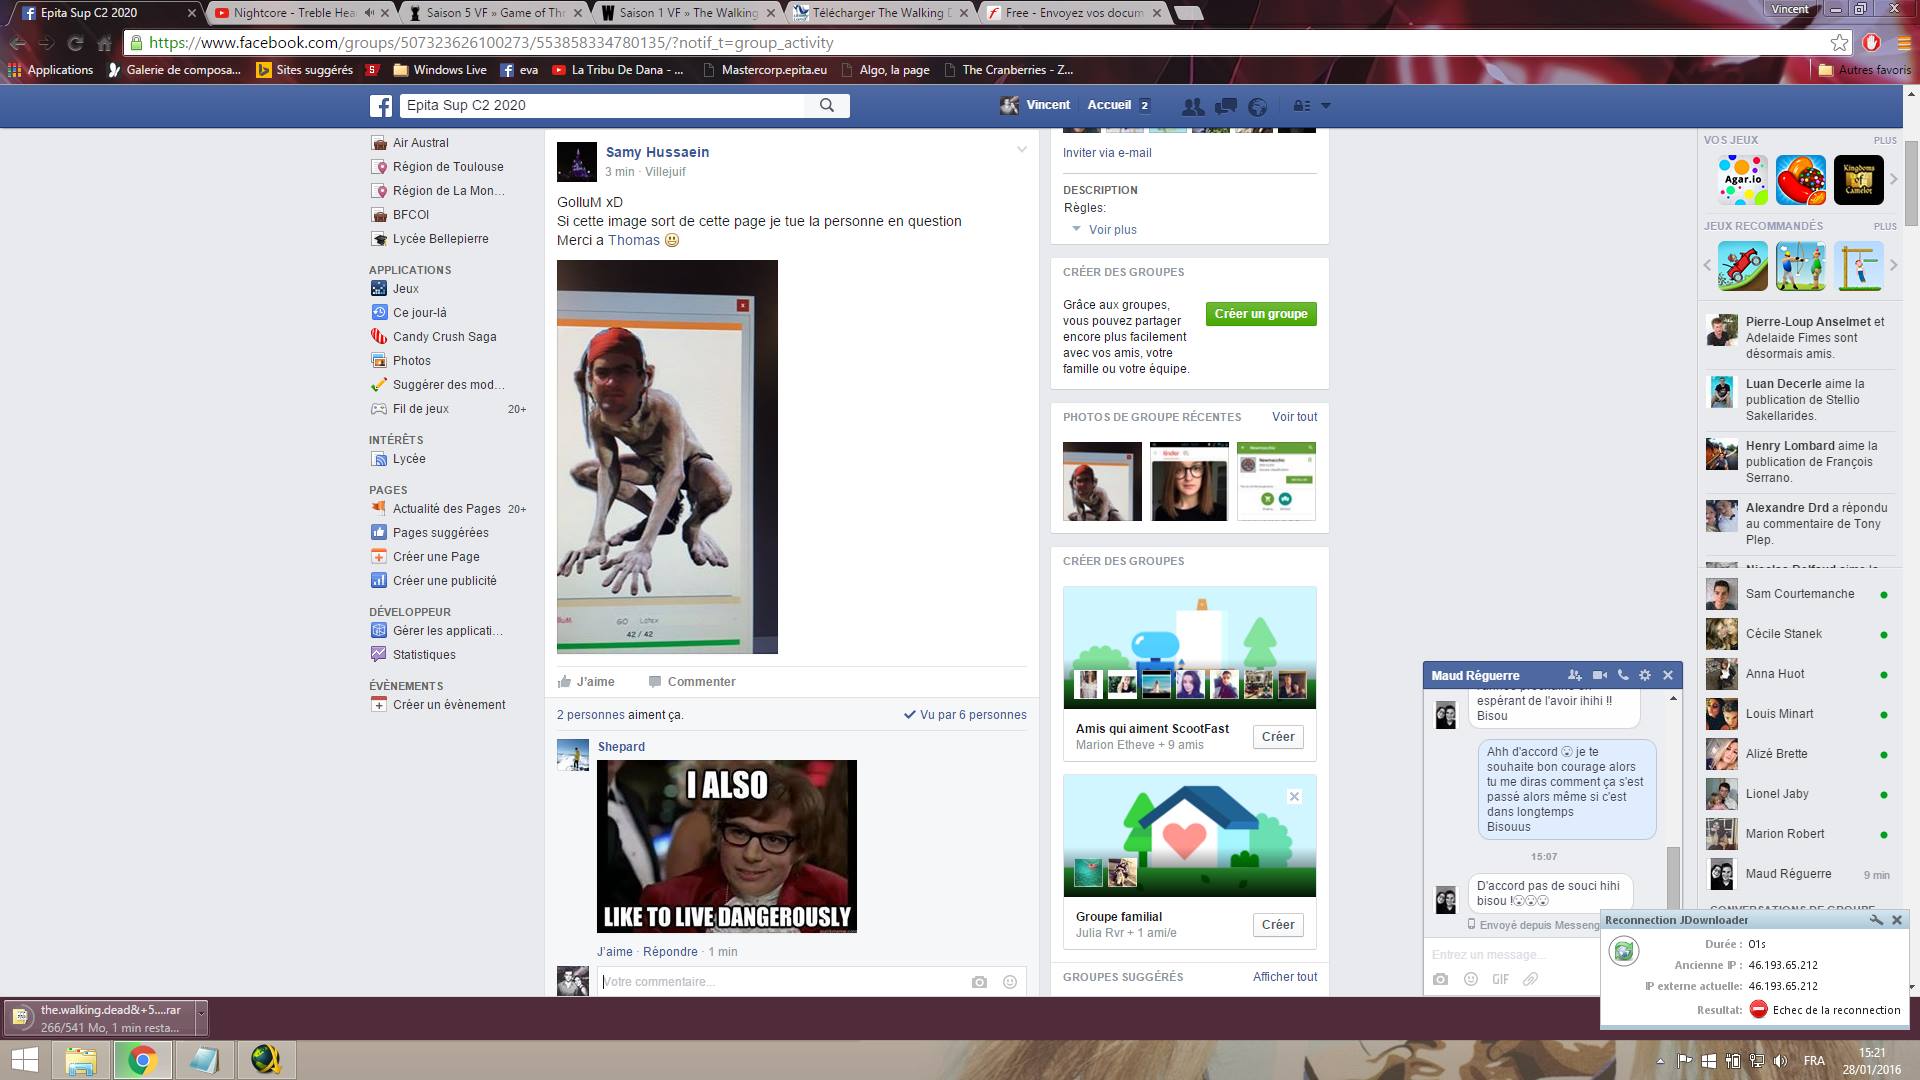 Epita Sup C2 2020
Nightcore - Treble Hea
Saison 5 VF » Game of Thr
Saison 1 VF » The Walking
Télécharger The Walking D
Free - Envoyez vos docum
Vincent
https://www.facebook.com/groups/507323626100273/553858334780135/?notif_t=group_activity
Applications
Galerie de composa...
Sites suggérés
Windows Live
eva
La Tribu De Dana - ...
Mastercorp.epita.eu
Algo, la page
The Cranberries - Z...
Autres favoris
Epita Sup C2 2020
Vincent
Accueil 2
Air Austral
Région de Toulouse
Région de La Mon...
BFCOI
Lycée Bellepierre
APPLICATIONS
Jeux
Ce jour-là
Candy Crush Saga
Photos
Suggérer des mod...
Fil de jeux 20+
INTÉRÊTS
Lycée
PAGES
Actualité des Pages 20+
Pages suggérées
Créer une Page
Créer une publicité
DÉVELOPPEUR
Gérer les applicati...
Statistiques
ÉVÈNEMENTS
Créer un évènement
Samy Hussaein
3 min · Villejuif
GolluM xD
Si cette image sort de cette page je tue la personne en question
Merci a Thomas
GO Latex
42 / 42
J'aime
Commenter
2 personnes aiment ça.
Vu par 6 personnes
Shepard
I ALSO
LIKE TO LIVE DANGEROUSLY
J'aime · Répondre · 1 min
Votre commentaire...
Inviter via e-mail
DESCRIPTION
Règles:
Voir plus
CRÉER DES GROUPES
Grâce aux groupes,
vous pouvez partager
encore plus facilement
avec vos amis, votre
famille ou votre équipe.
Créer un groupe
PHOTOS DE GROUPE RÉCENTES
Voir tout
CRÉER DES GROUPES
Amis qui aiment ScootFast
Marion Etheve + 9 amis
Créer
Groupe familial
Julia Rvr + 1 ami/e
Créer
GROUPES SUGGÉRÉS
Afficher tout
VOS JEUX
PLUS
Agar.io
Kingdoms
Camelot
JEUX RECOMMANDÉS
PLUS
Pierre-Loup Anselmet et
Adelaide Fimes sont
désormais amis.
Luan Decerle aime la
publication de Stellio
Sakellarides.
Henry Lombard aime la
publication de François
Serrano.
Alexandre Drd a répondu
au commentaire de Tony
Plep.
Sam Courtemanche
Cécile Stanek
Anna Huot
Louis Minart
Alizé Brette
Lionel Jaby
Marion Robert
Maud Réguerre 9 min
Maud Réguerre
espérant de l'avoir ihihi !!
Bisou
Ahh d'accord je te
souhaite bon courage alors
tu me diras comment ça s'est
passé alors même si c'est
dans longtemps
Bisouus
15:07
D'accord pas de souci hihi
bisou !
Envoyé depuis Messeng
Entrez un message...
GIF
Reconnection JDownloader
Durée : 01s
Ancienne IP : 46.193.65.212
IP externe actuelle: 46.193.65.212
Resultat: Echec de la reconnection
the.walking.dead&+5....rar
266/541 Mo, 1 min resta...
FRA
15:21
28/01/2016